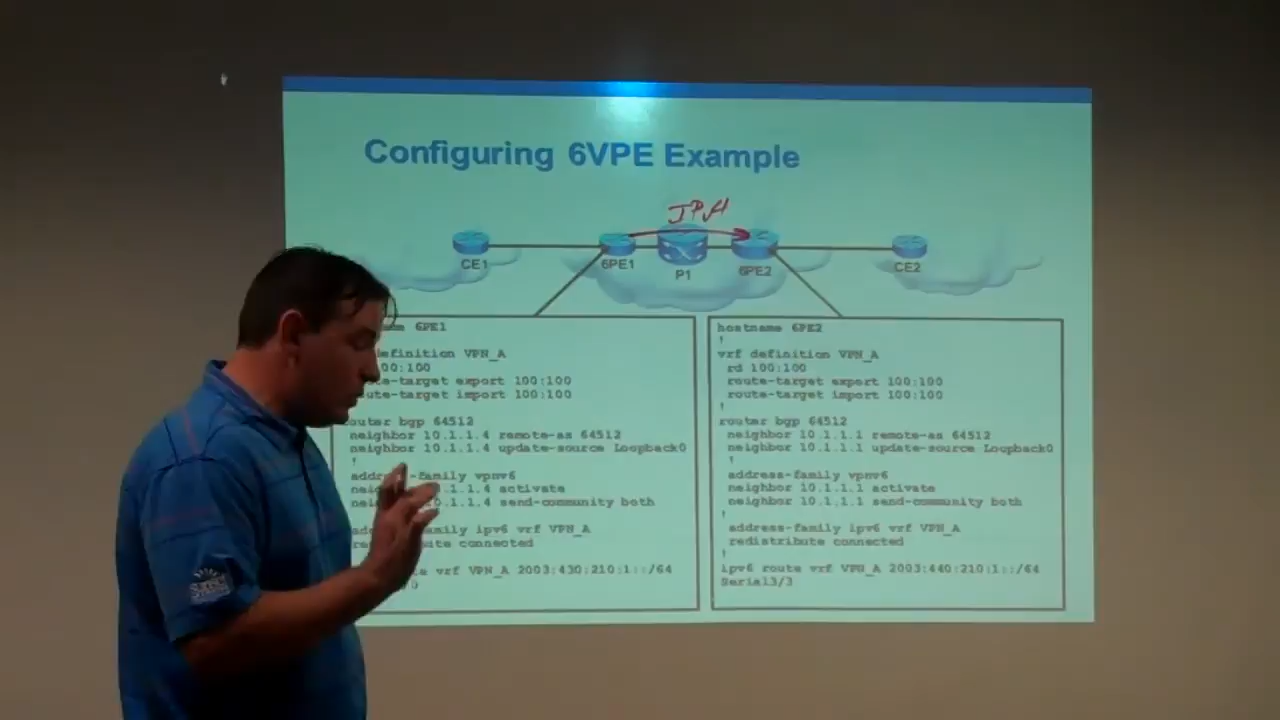 Configuring 6VPE Example
IPv4
CE1
6PE1
P1
6PE2
CE2
6PE1
definition VPN_A
100:100
route-target export 100:100
route-target import 100:100
router bgp 64512
neighbor 10.1.1.4 remote-as 64512
neighbor 10.1.1.4 update-source Loopback0
!
address-family vpnv6
.1.1.4 activate
10.1.1.4 send-community both
family ipv6 vrf VPN_A
connected
vrf VPN_A 2003:430:210:1::/64
hostname 6PE2
!
vrf definition VPN_A
rd 100:100
route-target export 100:100
route-target import 100:100
!
router bgp 64512
neighbor 10.1.1.1 remote-as 64512
neighbor 10.1.1.1 update-source Loopback0
!
address-family vpnv6
neighbor 10.1.1.1 activate
neighbor 10.1.1.1 send-community both
!
address-family ipv6 vrf VPN_A
redistribute connected
!
ipv6 route vrf VPN_A 2003:440:210:1::/64
Serial3/3